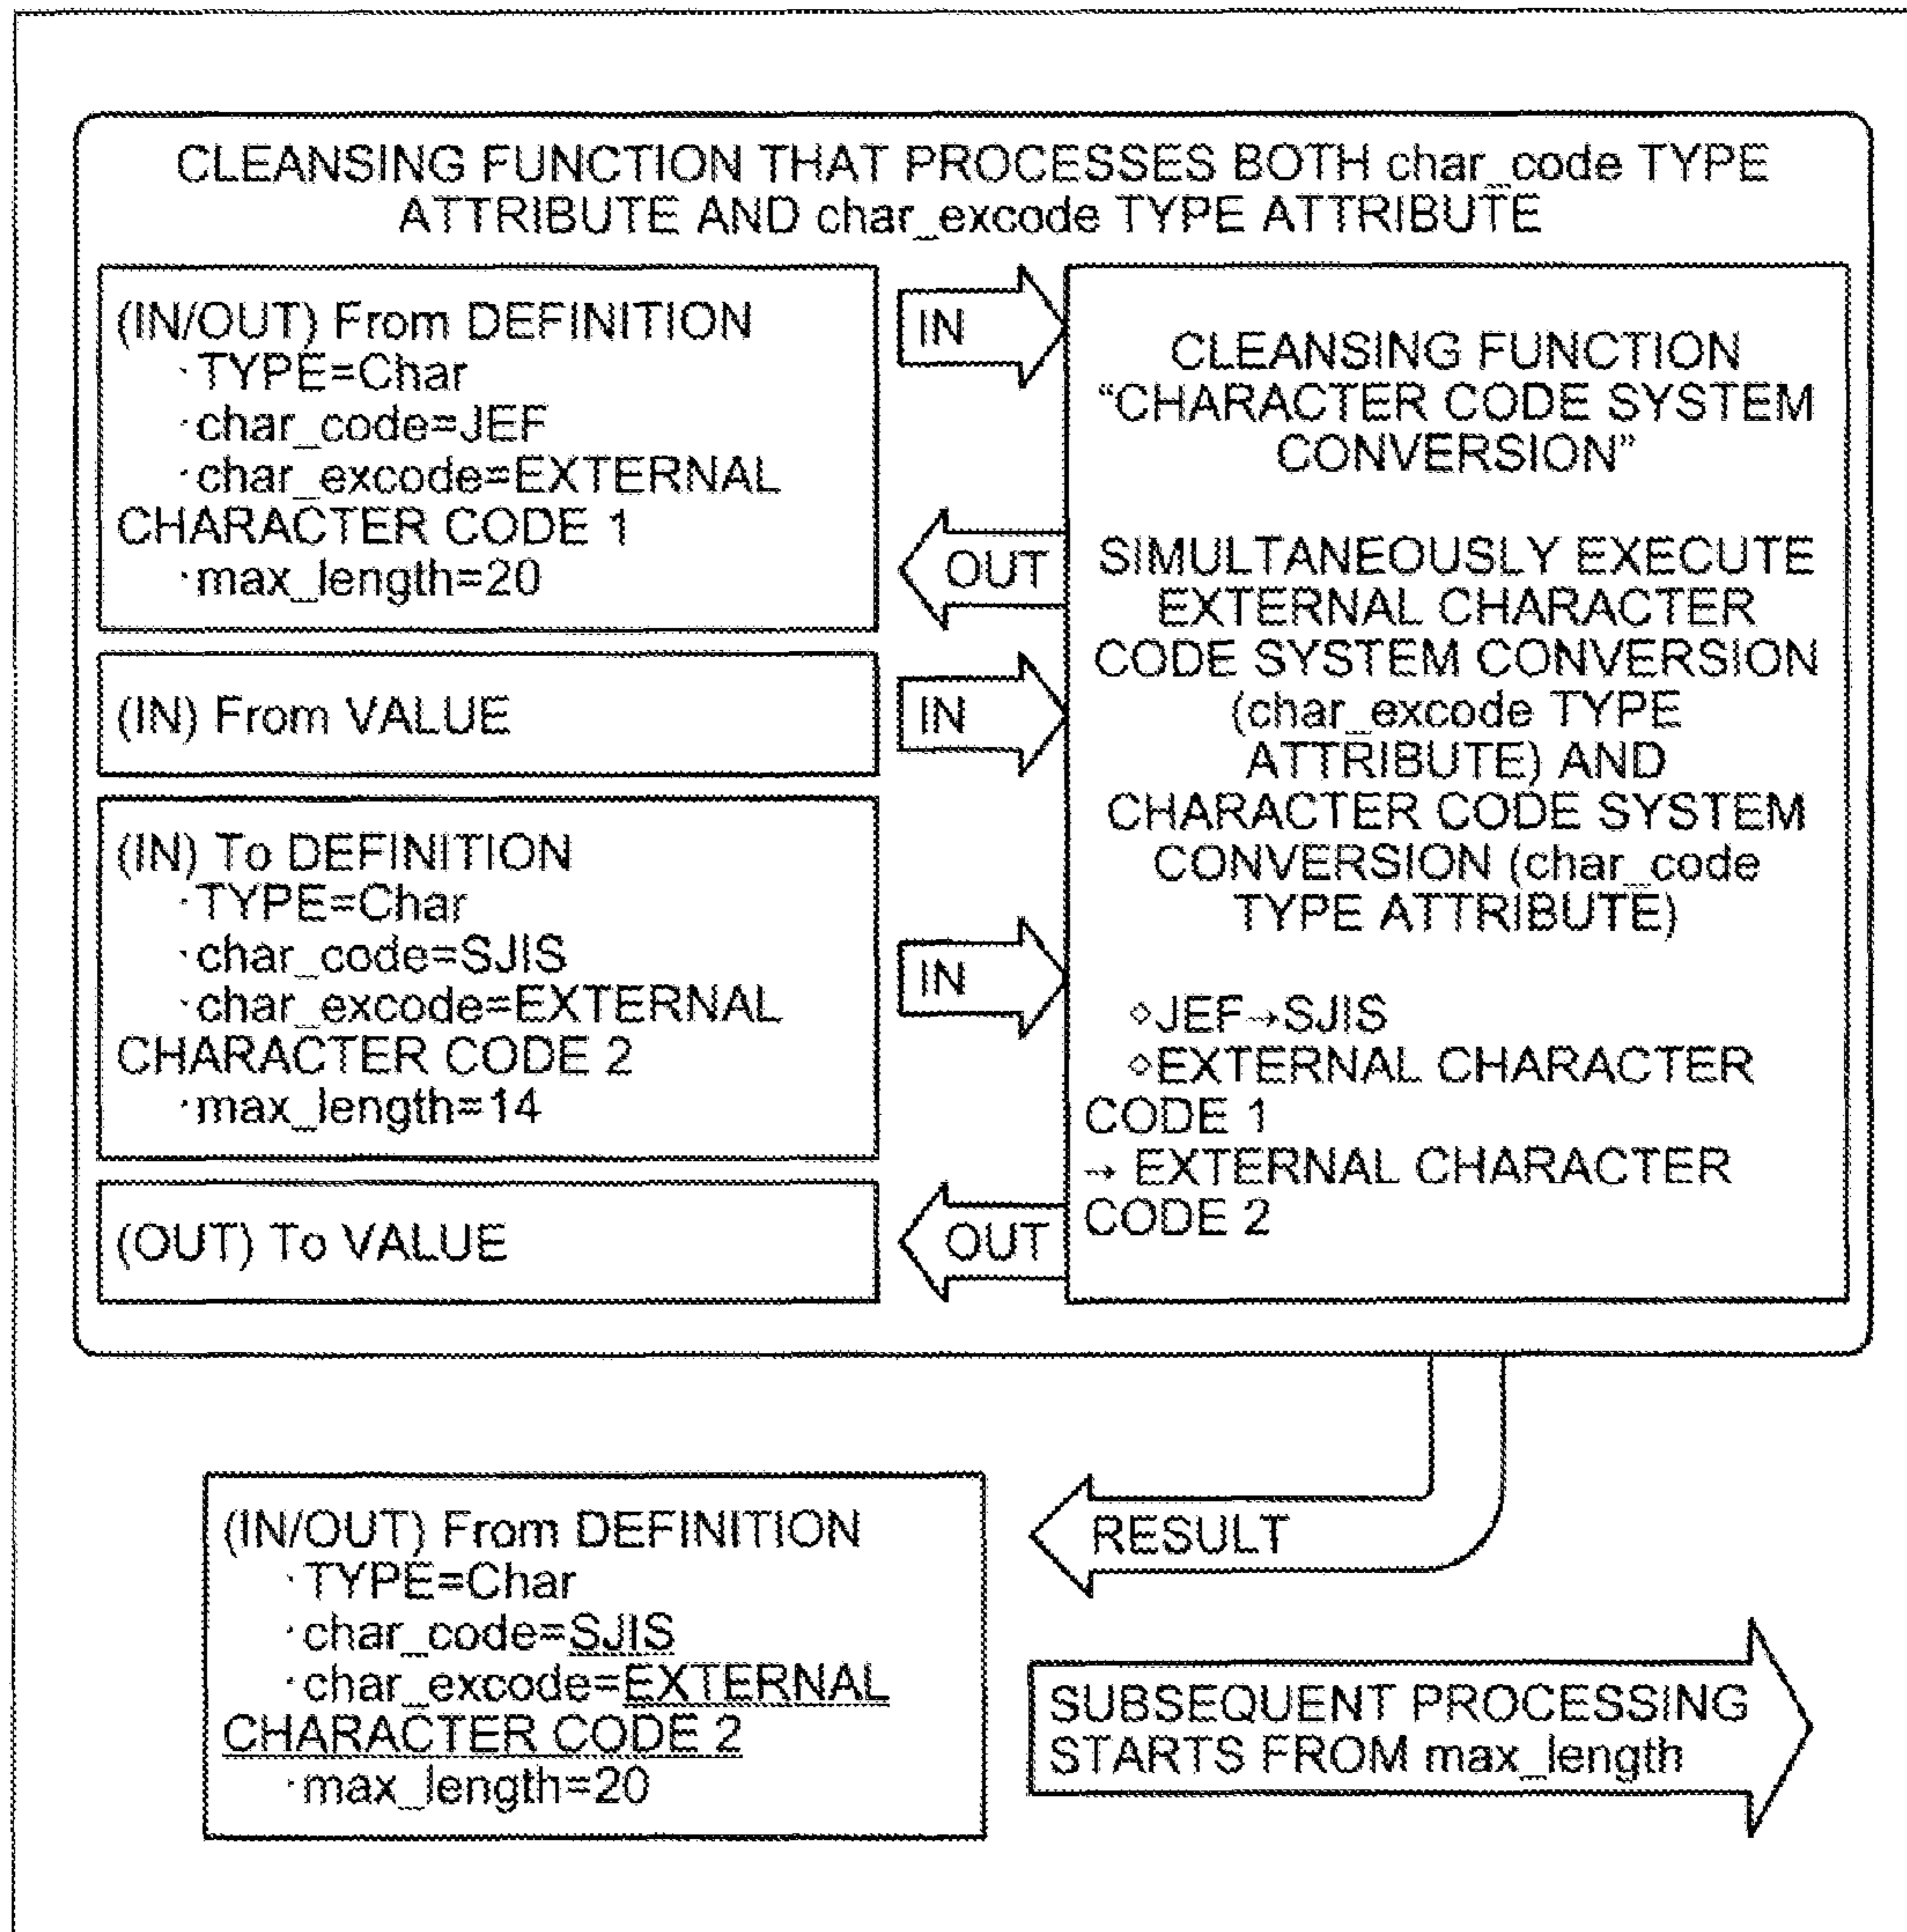 CLEANSING FUNCTION THAT PROCESSES BOTH char_code TYPE
ATTRIBUTE AND char_excode TYPE ATTRIBUTE
(IN/OUT) From DEFINITION
·TYPE=Char
·char_code=JEF
·char_excode=EXTERNAL
CHARACTER CODE 1
·max_length=20
IN
OUT
(IN) From VALUE
IN
(IN) To DEFINITION
·TYPE=Char
·char_code=SJIS
·char_excode=EXTERNAL
CHARACTER CODE 2
·max_length=14
IN
(OUT) To VALUE
OUT
CLEANSING FUNCTION
“CHARACTER CODE SYSTEM
CONVERSION”
SIMULTANEOUSLY EXECUTE
EXTERNAL CHARACTER
CODE SYSTEM CONVERSION
(char_excode TYPE
ATTRIBUTE) AND
CHARACTER CODE SYSTEM
CONVERSION (char_code
TYPE ATTRIBUTE)
◇JEF→SJIS
◇EXTERNAL CHARACTER
CODE 1
→ EXTERNAL CHARACTER
CODE 2
RESULT
(IN/OUT) From DEFINITION
·TYPE=Char
·char_code=SJIS
·char_excode=EXTERNAL
CHARACTER CODE 2
·max_length=20
SUBSEQUENT PROCESSING
STARTS FROM max_length